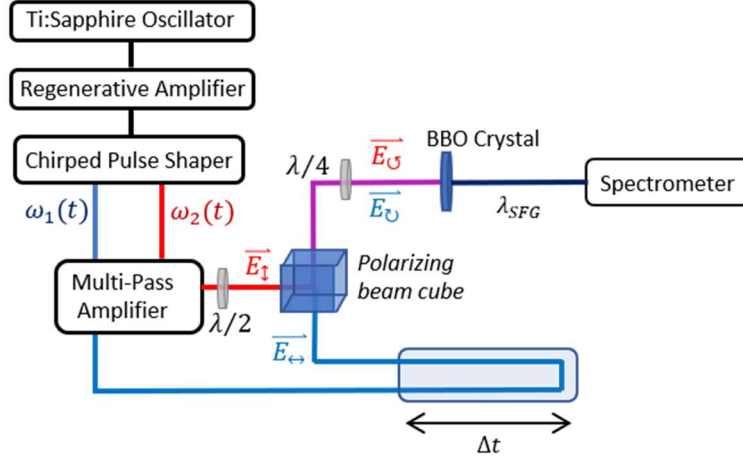 Ti:Sapphire Oscillator
Regenerative Amplifier
Chirped Pulse Shaper
ω₁(t)
ω₂(t)
Multi-Pass
Amplifier
λ/2
E↕
E↔
Polarizing
beam cube
λ/4
E↺
E↻
BBO Crystal
λSFG
Spectrometer
Δt